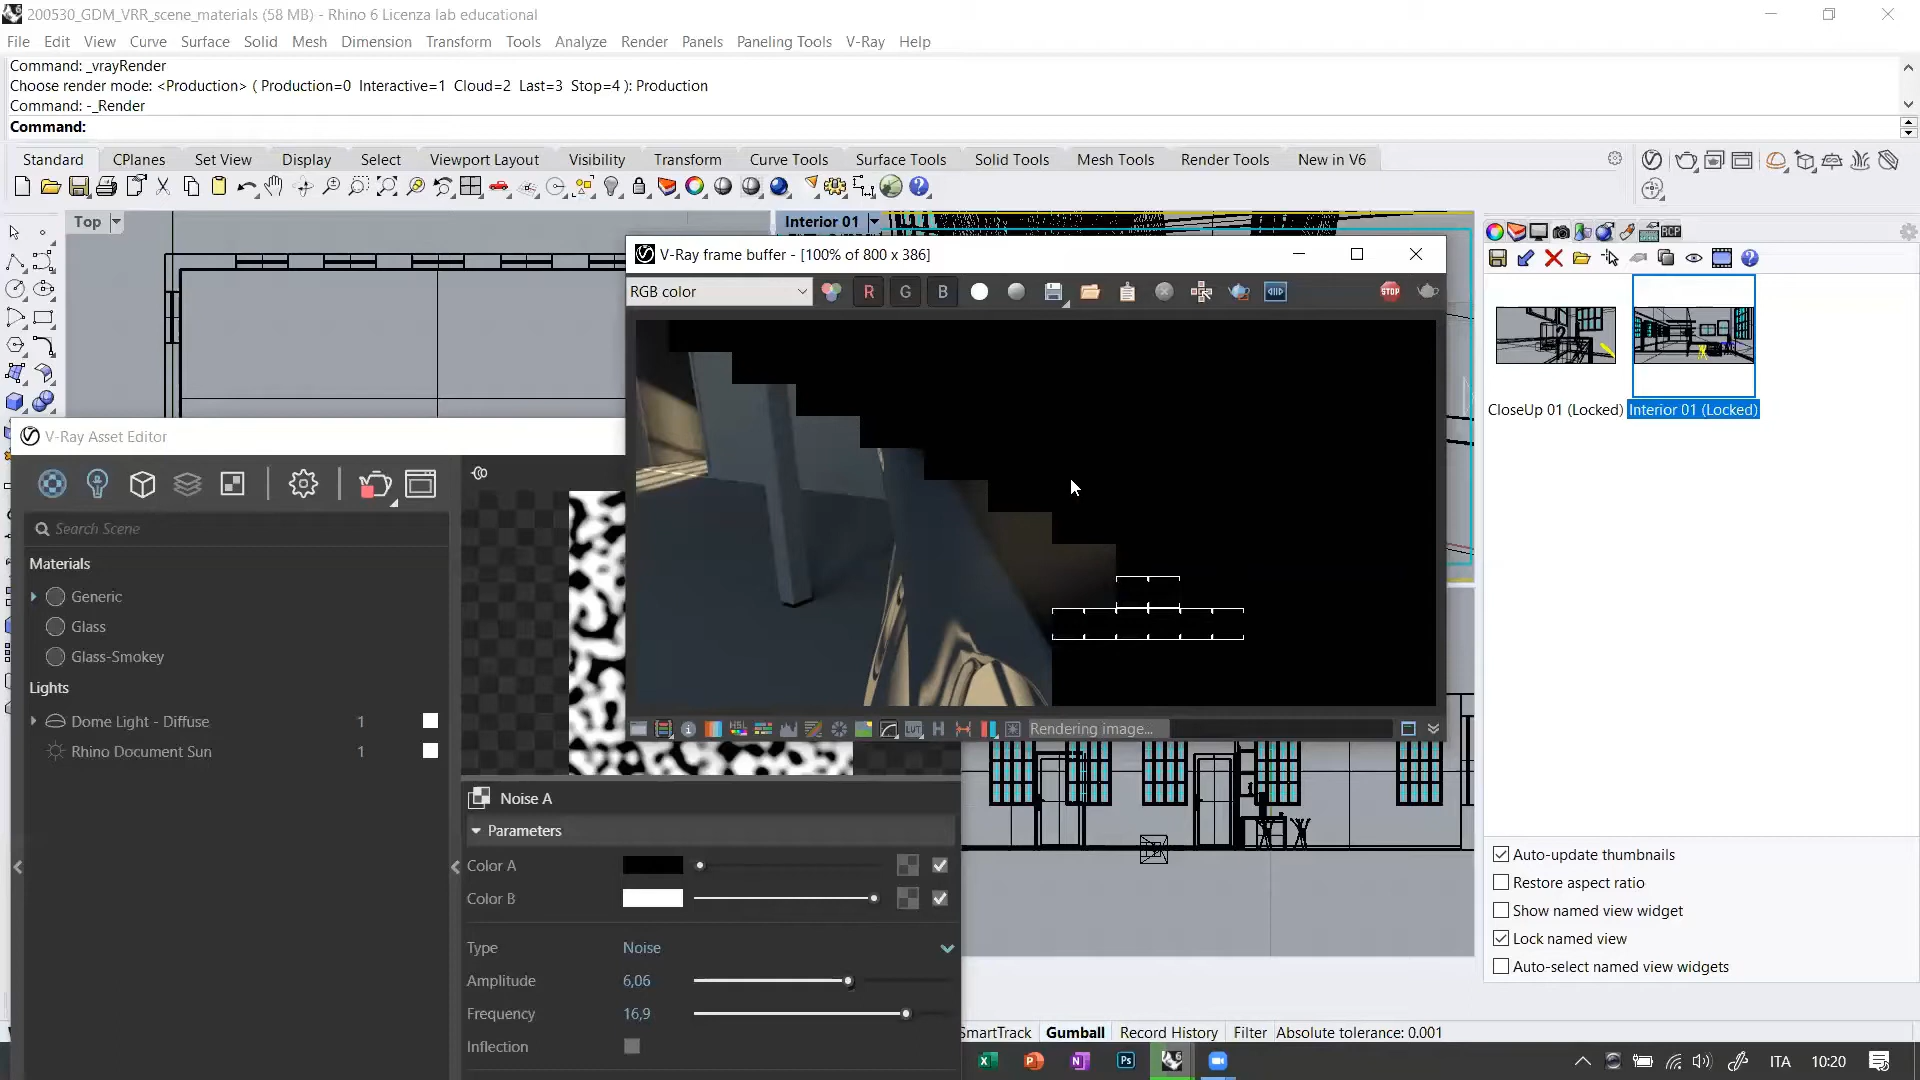 200530_GDM_VRR_scene_materials (58 MB) - Rhino 6 Licenza lab educational
File Edit View Curve Surface Solid Mesh Dimension Transform Tools Analyze Render Panels Paneling Tools V-Ray Help
Command: _vrayRender
Choose render mode: <Production> ( Production=0 Interactive=1 Cloud=2 Last=3 Stop=4 ): Production
Command: -_Render
Command:
Standard CPlanes Set View Display Select Viewport Layout Visibility Transform Curve Tools Surface Tools Solid Tools Mesh Tools Render Tools New in V6
Top
Interior 01
V-Ray frame buffer - [100% of 800 x 386]
RGB color
R G B
STOP
RCP
CloseUp 01 (Locked)
Interior 01 (Locked)
V-Ray Asset Editor
Search Scene
Materials
Generic
Glass
Glass-Smokey
Lights
Dome Light - Diffuse 1
Rhino Document Sun 1
HSL
LUT
H
Rendering image...
Noise A
Parameters
Color A
Color B
Type Noise
Amplitude 6,06
Frequency 16,9
Inflection
Auto-update thumbnails
Restore aspect ratio
Show named view widget
Lock named view
Auto-select named view widgets
SmartTrack Gumball Record History Filter Absolute tolerance: 0.001
Ps
ITA
10:20